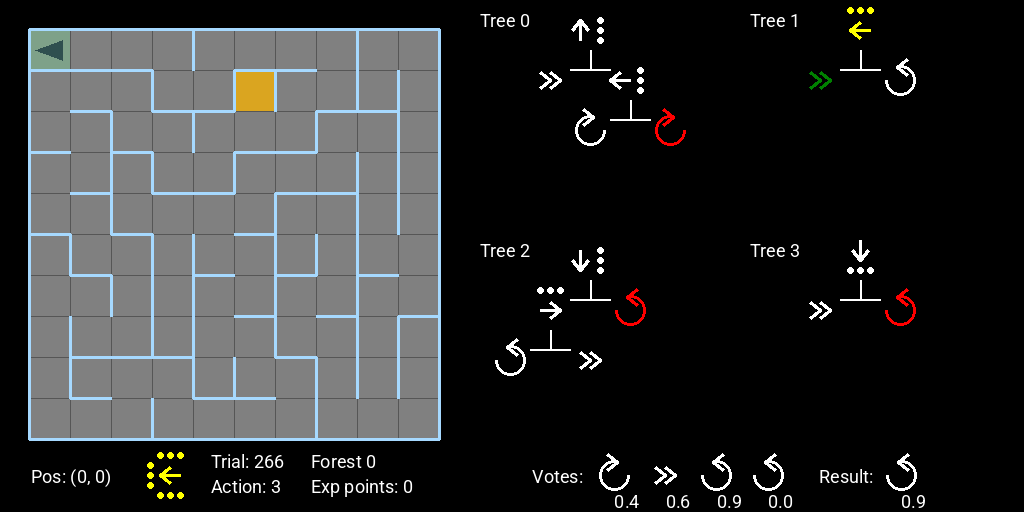 Tree 0
Tree 1
Tree 2
Tree 3
Pos: (0, 0)
Trial: 266
Forest 0
Action: 3
Exp points: 0
Votes:
0.4
0.6
0.9
0.0
Result:
0.9